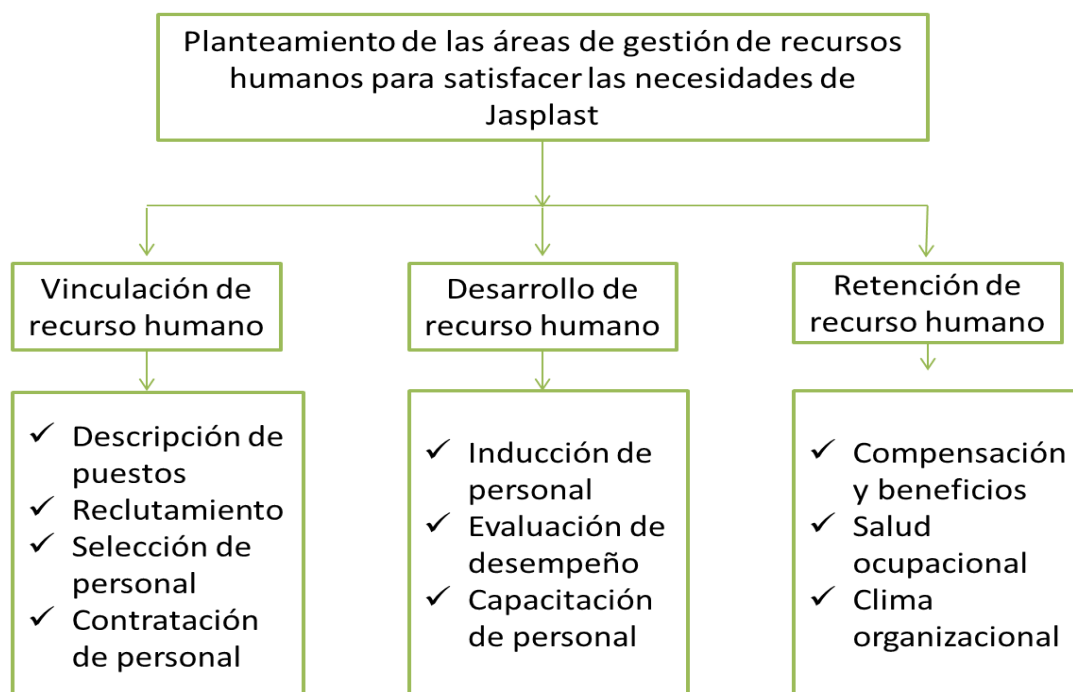 Planteamiento de las áreas de gestión de recursos
humanos para satisfacer las necesidades de
Jasplast
Vinculación de
recurso humano
Desarrollo de
recurso humano
Retención de
recurso humano
✓ Descripción de
puestos
✓ Reclutamiento
✓ Selección de
personal
✓ Contratación
de personal
✓ Inducción de
personal
✓ Evaluación de
desempeño
✓ Capacitación
de personal
✓ Compensación
y beneficios
✓ Salud
ocupacional
✓ Clima
organizacional